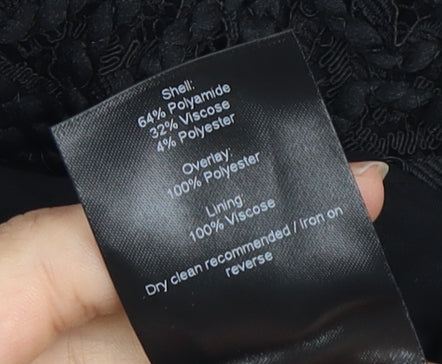 Shell:
64% Polyamide
32% Viscose
4% Polyester
Overlay:
100% Polyester
Lining
100% Viscose
Dry clean recommended / Iron on
reverse